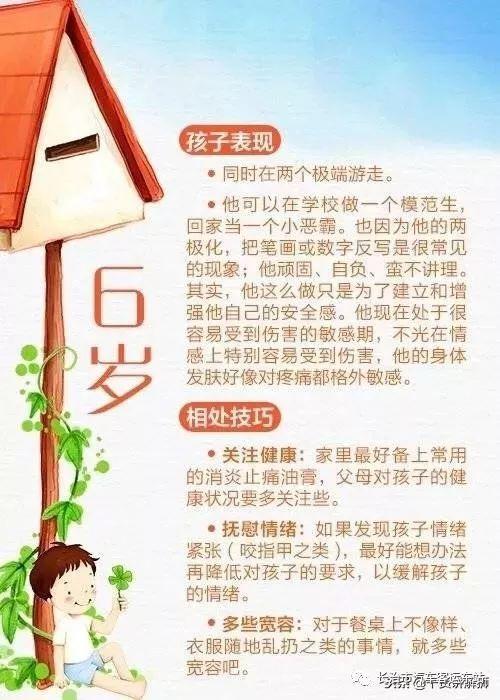 6岁
孩子表现
• 同时在两个极端游走。
• 他可以在学校做一个模范生，
回家当一个小恶霸。也因为他的两
极化，把笔画或数字反写是很常见
的现象；他顽固、自负、蛮不讲理。
其实，他这么做只是为了建立和增
强他自己的安全感。他现在处于很
容易受到伤害的敏感期，不光在情
感上特别容易受到伤害，他的身体
发肤好像对疼痛都格外敏感。
相处技巧
• 关注健康：家里最好备上常用
的消炎止痛油膏，父母对孩子的健
康状况要多关注些。
• 抚慰情绪：如果发现孩子情绪
紧张（咬指甲之类），最好能想办法
再降低对孩子的要求，以缓解孩子
的情绪。
• 多些宽容：对于餐桌上不像样、
衣服随地乱扔之类的事情，就多些
宽容吧。
长治市汽车客运东站